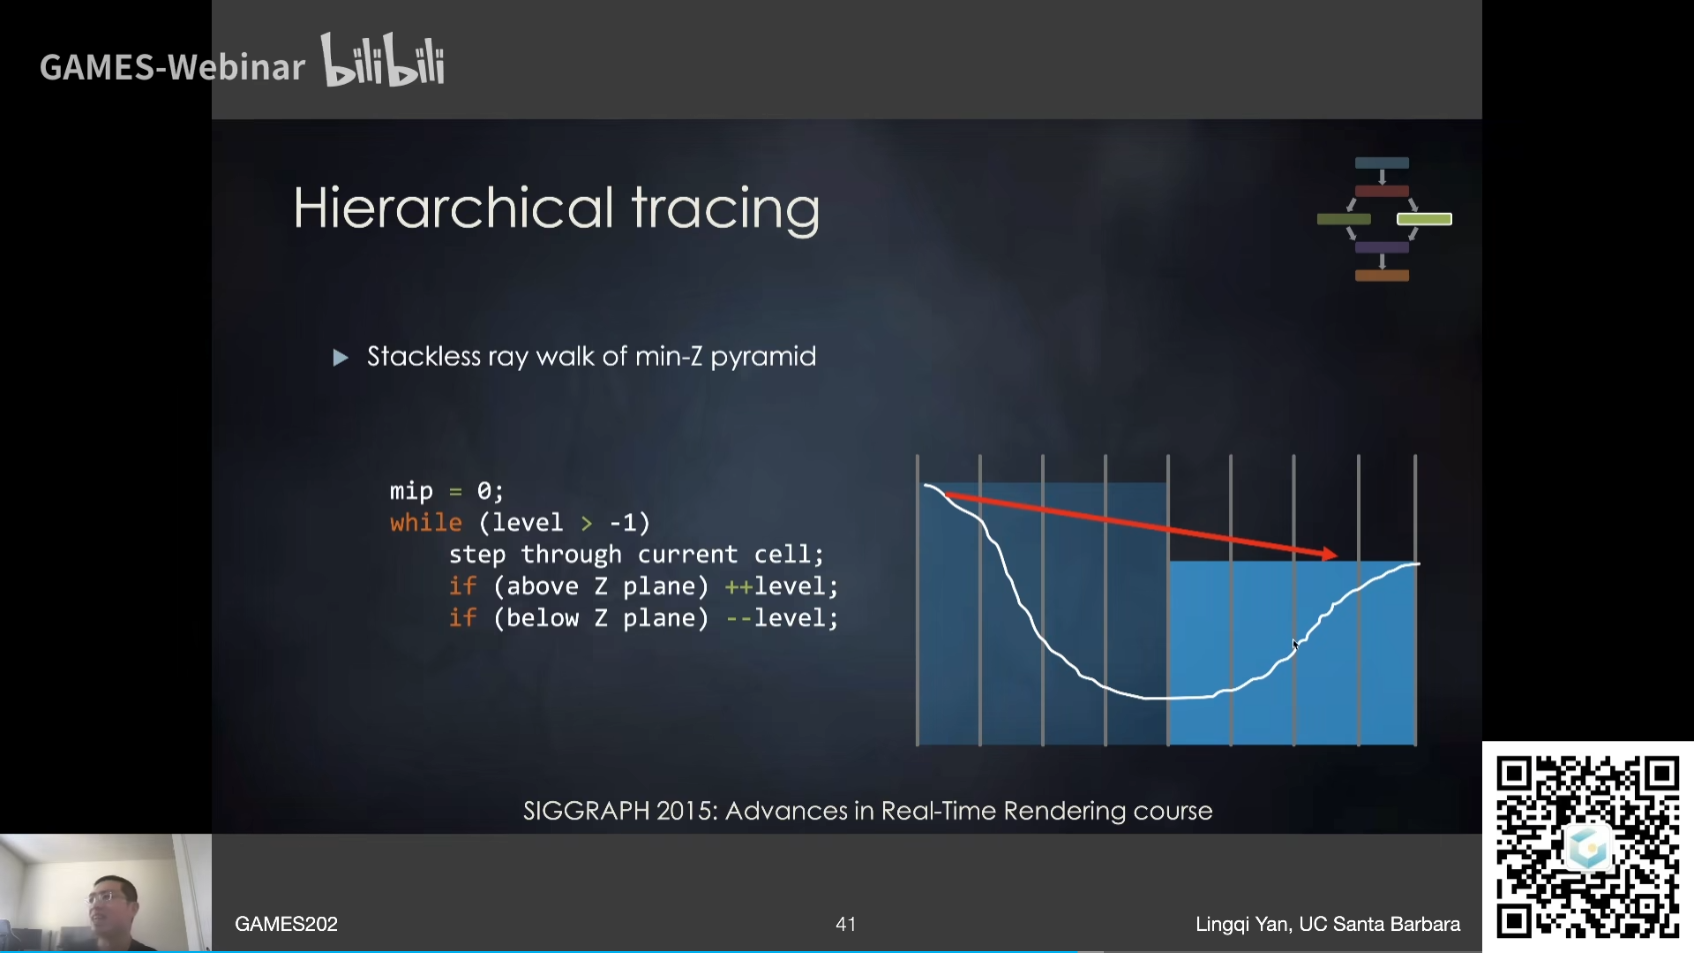 GAMES-Webinar bilibili
Hierarchical tracing
Stackless ray walk of min-Z pyramid
mip = 0;
while (level > -1)
step through current cell;
if (above Z plane) ++level;
if (below Z plane) --level;
SIGGRAPH 2015: Advances in Real-Time Rendering course
GAMES202
41
Lingqi Yan, UC Santa Barbara